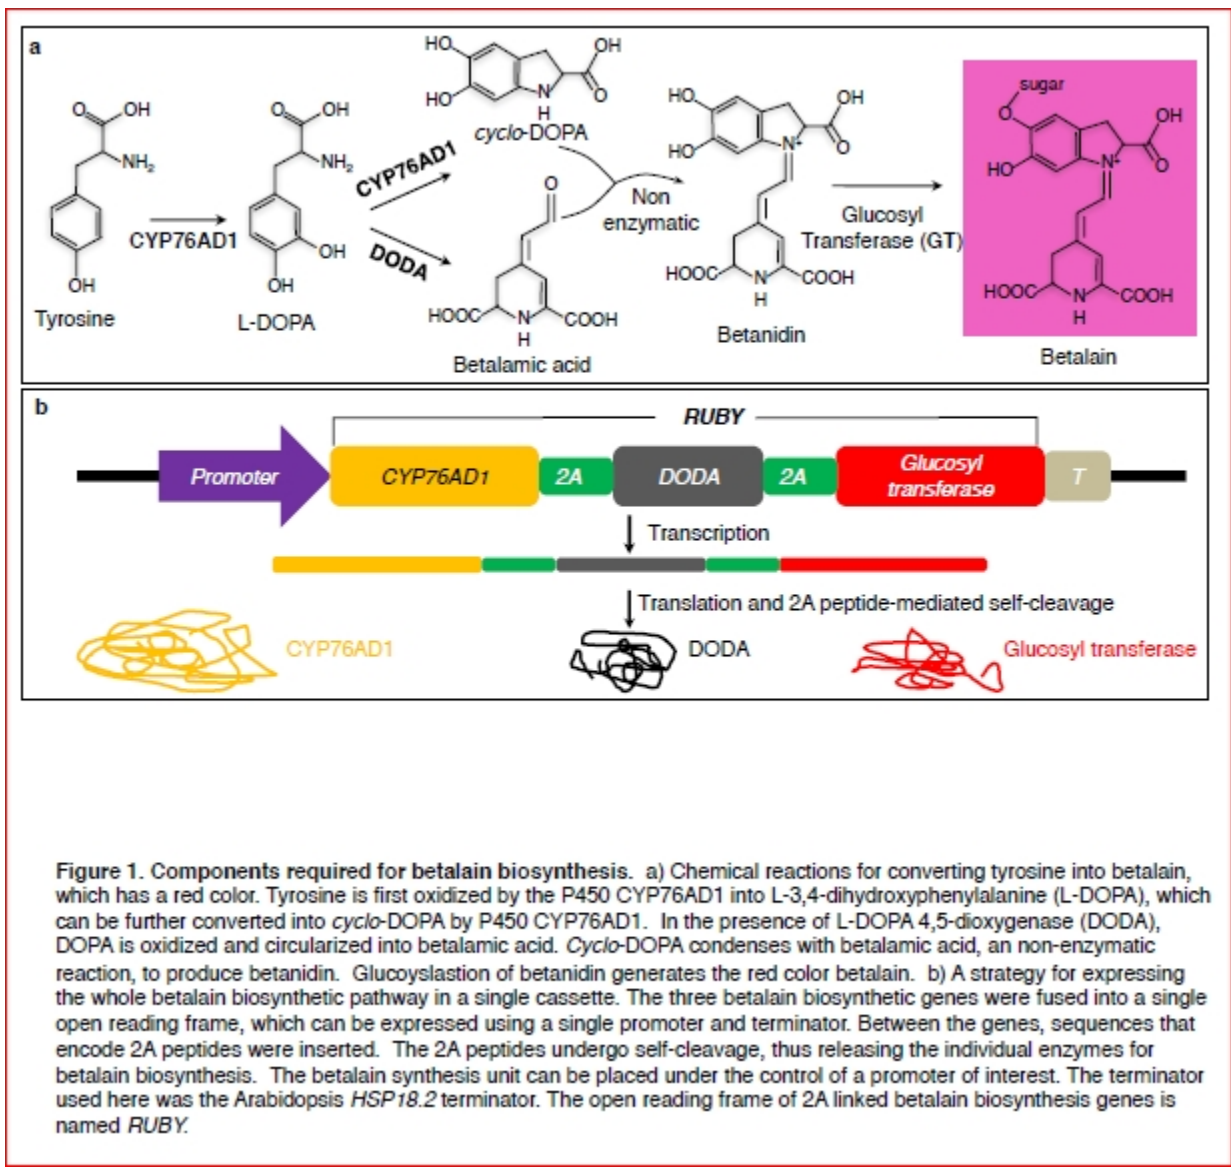 a
O OH
NH2
OH
Tyrosine
CYP76AD1
O OH
NH2
OH
OH
L-DOPA
CYP76AD1
DODA
HO
HO
N
H
OH
O
cyclo-DOPA
O
HOOC
N
H
COOH
Betalamic acid
Non
enzymatic
HO
HO
N+
OH
O
HOOC
N
H
COOH
Betanidin
Glucosyl
Transferase (GT)
sugar
O
HO
N+
OH
O
HOOC
N
H
COOH
Betalain
b
RUBY
Promoter CYP76AD1 2A DODA 2A Glucosyl transferase T
Transcription
Translation and 2A peptide-mediated self-cleavage
CYP76AD1 DODA Glucosyl transferase
Figure 1. Components required for betalain biosynthesis. a) Chemical reactions for converting tyrosine into betalain,
which has a red color. Tyrosine is first oxidized by the P450 CYP76AD1 into L-3,4-dihydroxyphenylalanine (L-DOPA), which
can be further converted into cyclo-DOPA by P450 CYP76AD1. In the presence of L-DOPA 4,5-dioxygenase (DODA),
DOPA is oxidized and circularized into betalamic acid. Cyclo-DOPA condenses with betalamic acid, an non-enzymatic
reaction, to produce betanidin. Glucoyslastion of betanidin generates the red color betalain. b) A strategy for expressing
the whole betalain biosynthetic pathway in a single cassette. The three betalain biosynthetic genes were fused into a single
open reading frame, which can be expressed using a single promoter and terminator. Between the genes, sequences that
encode 2A peptides were inserted. The 2A peptides undergo self-cleavage, thus releasing the individual enzymes for
betalain biosynthesis. The betalain synthesis unit can be placed under the control of a promoter of interest. The terminator
used here was the Arabidopsis HSP18.2 terminator. The open reading frame of 2A linked betalain biosynthesis genes is
named RUBY.